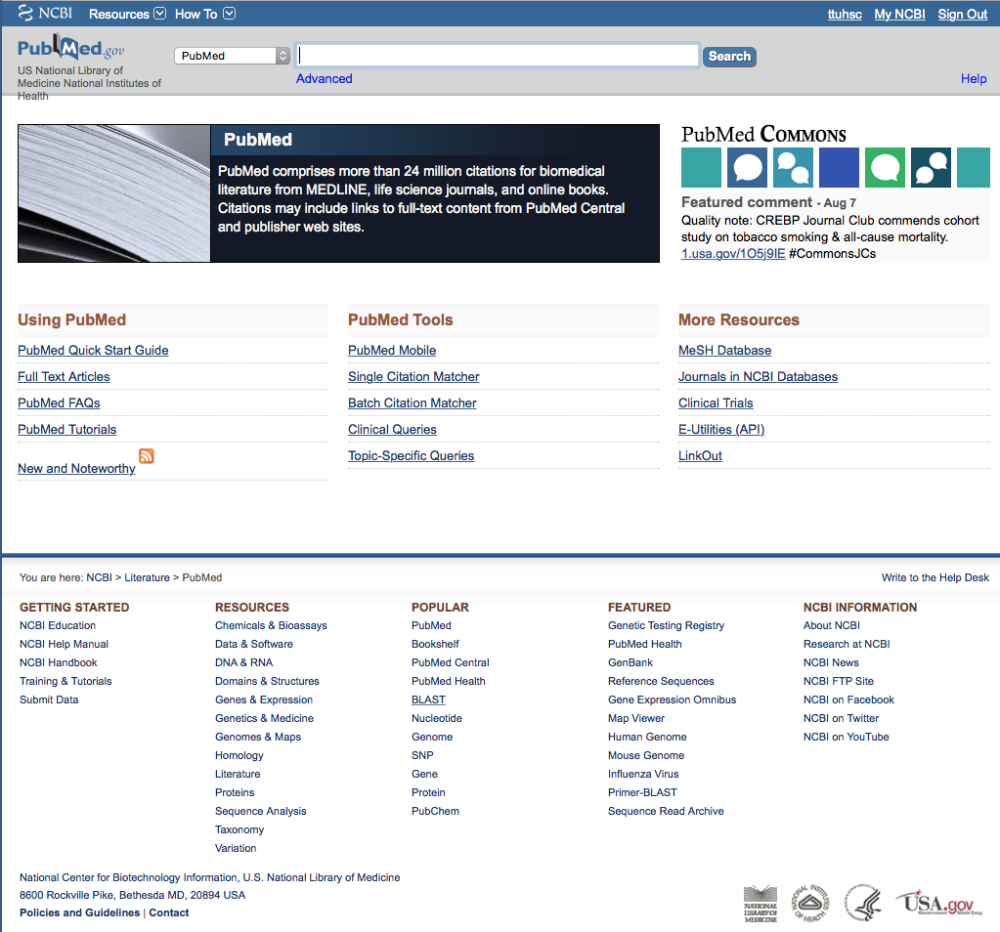 NCBI Resources How To ttuhsc My NCBI Sign Out
PubMed.gov
US National Library of
Medicine National Institutes of
Health
PubMed Search
Advanced Help
PubMed
PubMed comprises more than 24 million citations for biomedical
literature from MEDLINE, life science journals, and online books.
Citations may include links to full-text content from PubMed Central
and publisher web sites.
PubMed COMMONS
Featured comment - Aug 7
Quality note: CREBP Journal Club commends cohort
study on tobacco smoking & all-cause mortality.
1.usa.gov/1O5j9IE #CommonsJCs
Using PubMed
PubMed Quick Start Guide
Full Text Articles
PubMed FAQs
PubMed Tutorials
New and Noteworthy
PubMed Tools
PubMed Mobile
Single Citation Matcher
Batch Citation Matcher
Clinical Queries
Topic-Specific Queries
More Resources
MeSH Database
Journals in NCBI Databases
Clinical Trials
E-Utilities (API)
LinkOut
You are here: NCBI > Literature > PubMed Write to the Help Desk
GETTING STARTED
NCBI Education
NCBI Help Manual
NCBI Handbook
Training & Tutorials
Submit Data
RESOURCES
Chemicals & Bioassays
Data & Software
DNA & RNA
Domains & Structures
Genes & Expression
Genetics & Medicine
Genomes & Maps
Homology
Literature
Proteins
Sequence Analysis
Taxonomy
Variation
POPULAR
PubMed
Bookshelf
PubMed Central
PubMed Health
BLAST
Nucleotide
Genome
SNP
Gene
Protein
PubChem
FEATURED
Genetic Testing Registry
PubMed Health
GenBank
Reference Sequences
Gene Expression Omnibus
Map Viewer
Human Genome
Mouse Genome
Influenza Virus
Primer-BLAST
Sequence Read Archive
NCBI INFORMATION
About NCBI
Research at NCBI
NCBI News
NCBI FTP Site
NCBI on Facebook
NCBI on Twitter
NCBI on YouTube
National Center for Biotechnology Information, U.S. National Library of Medicine
8600 Rockville Pike, Bethesda MD, 20894 USA
Policies and Guidelines | Contact
NATIONAL
LIBRARY OF
MEDICINE
NATIONAL INSTITUTES
OF HEALTH
USA.gov
Government Made Easy